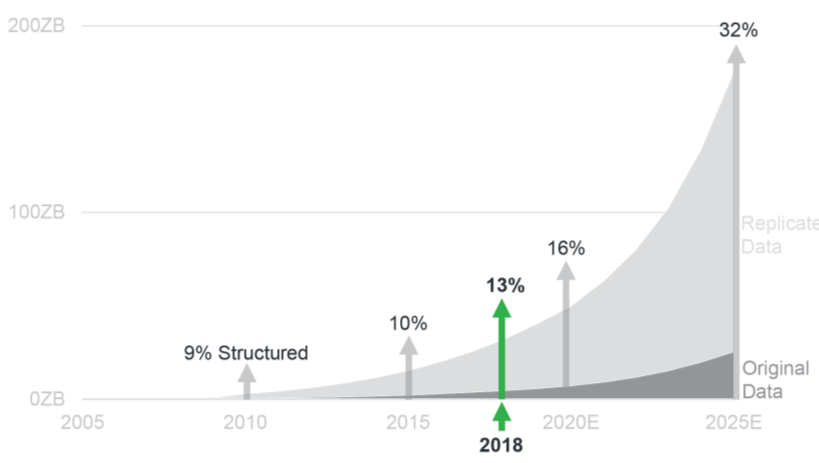 200ZB
32%
100ZB
Replicate
Data
16%
13%
10%
9% Structured
Original
Data
0ZB
2005
2010
2015
2020E
2025E
2018